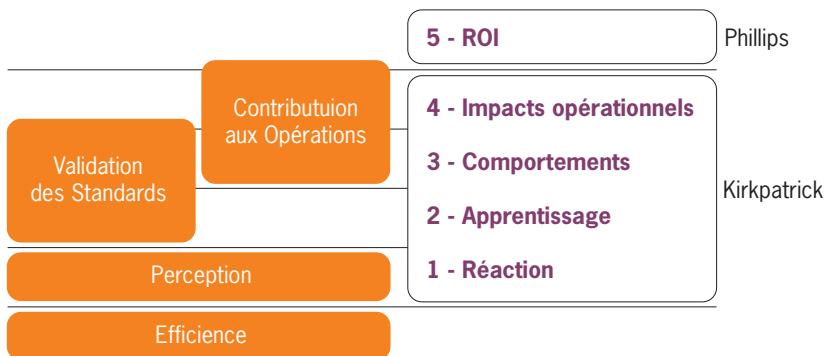 5 - ROI
Phillips
Contributuion
aux Opérations
4 - Impacts opérationnels
Validation
des Standards
3 - Comportements
Kirkpatrick
2 - Apprentissage
Perception
1 - Réaction
Efficience